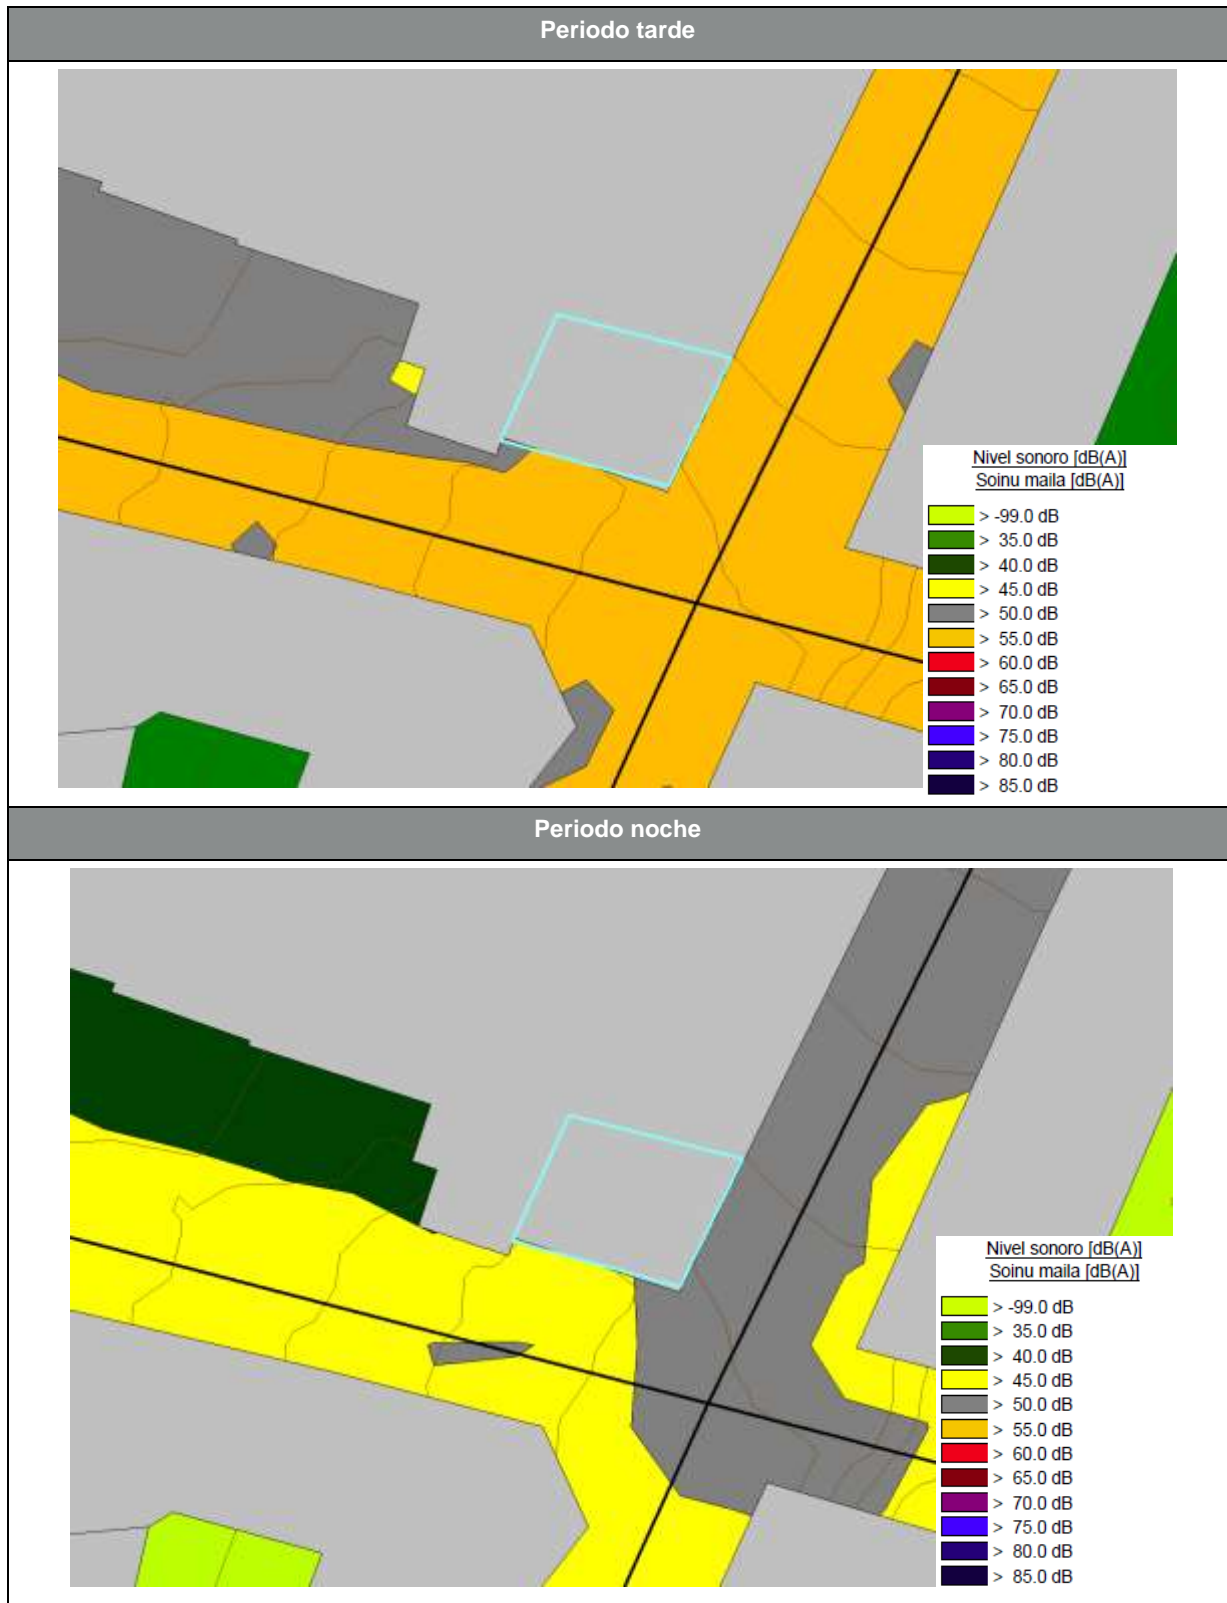 Periodo tarde
Nivel sonoro [dB(A)]
Soinu maila [dB(A)]
> -99.0 dB
> 35.0 dB
> 40.0 dB
> 45.0 dB
> 50.0 dB
> 55.0 dB
> 60.0 dB
> 65.0 dB
> 70.0 dB
> 75.0 dB
> 80.0 dB
> 85.0 dB
Periodo noche
Nivel sonoro [dB(A)]
Soinu maila [dB(A)]
> -99.0 dB
> 35.0 dB
> 40.0 dB
> 45.0 dB
> 50.0 dB
> 55.0 dB
> 60.0 dB
> 65.0 dB
> 70.0 dB
> 75.0 dB
> 80.0 dB
> 85.0 dB